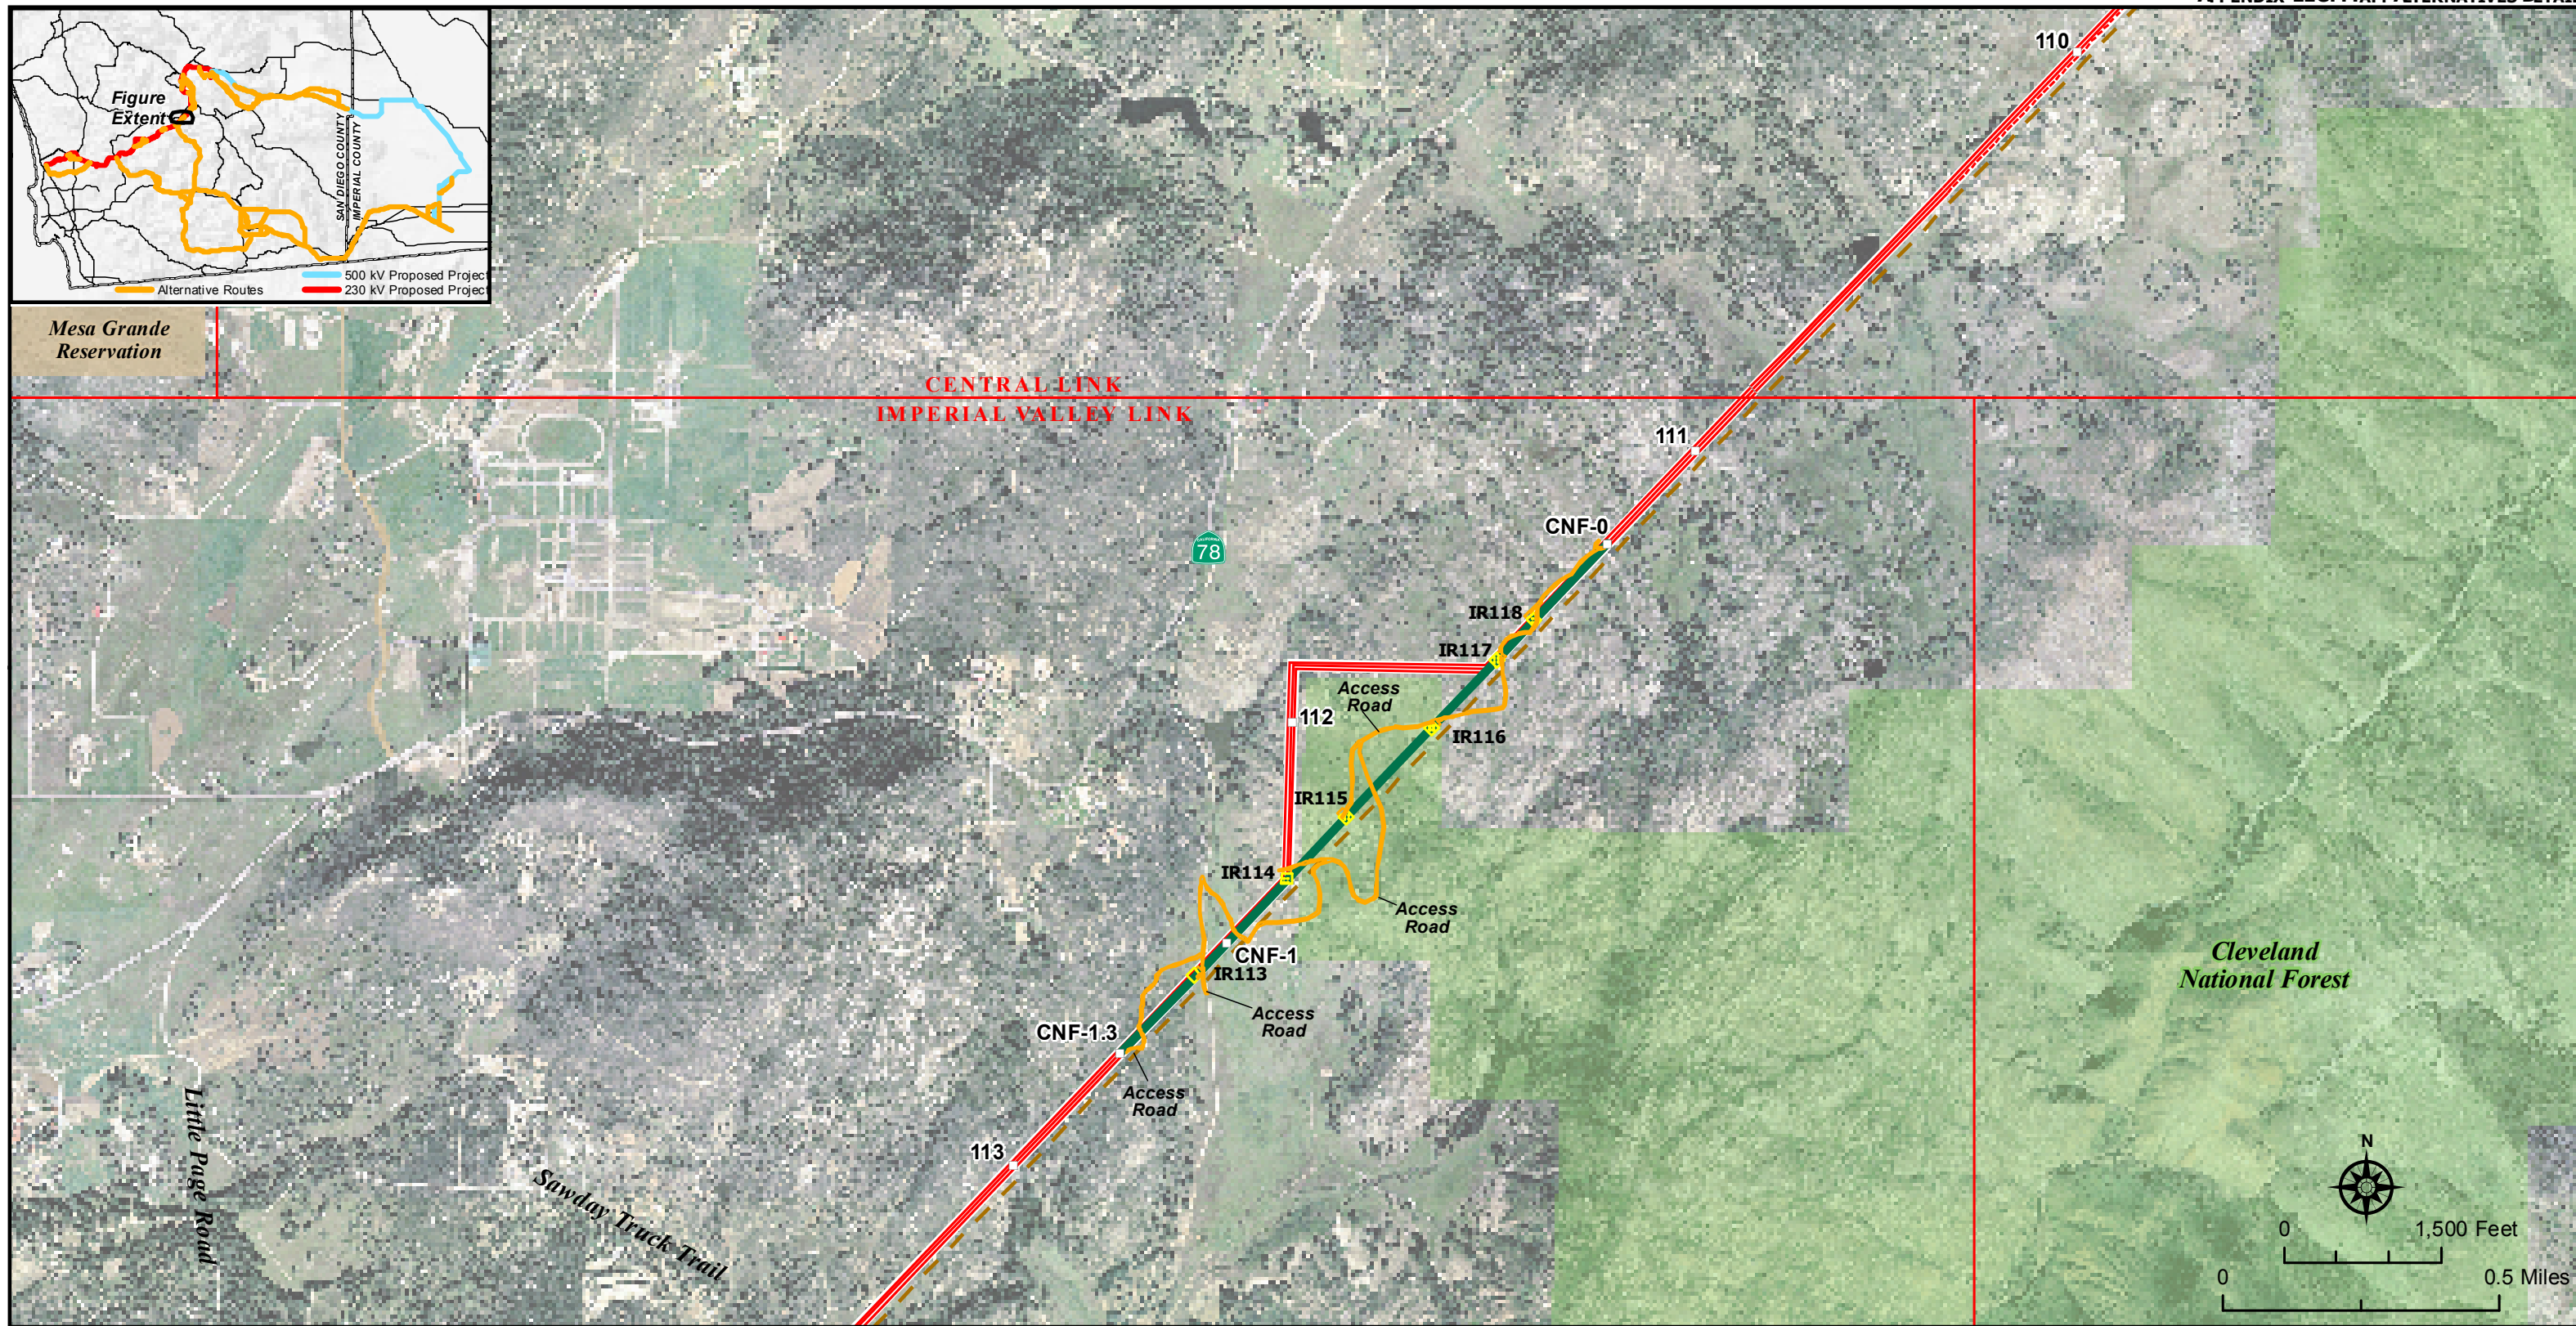 Figure
Extent
SAN DIEGO COUNTY
IMPERIAL COUNTY
500 kV Proposed Project
Alternative Routes
230 kV Proposed Project
110
Mesa Grande
Reservation
CENTRAL LINK
IMPERIAL VALLEY LINK
111
CNF-0
CALIFORNIA
78
IR118
IR117
Access
Road
112
IR116
IR115
IR114
Access
Road
CNF-1
IR113
Cleveland
National Forest
Access
Road
CNF-1.3
Access
Road
Little Page Road
113
Sawday Truck Trail
N
0 1,500 Feet
0 0.5 Miles